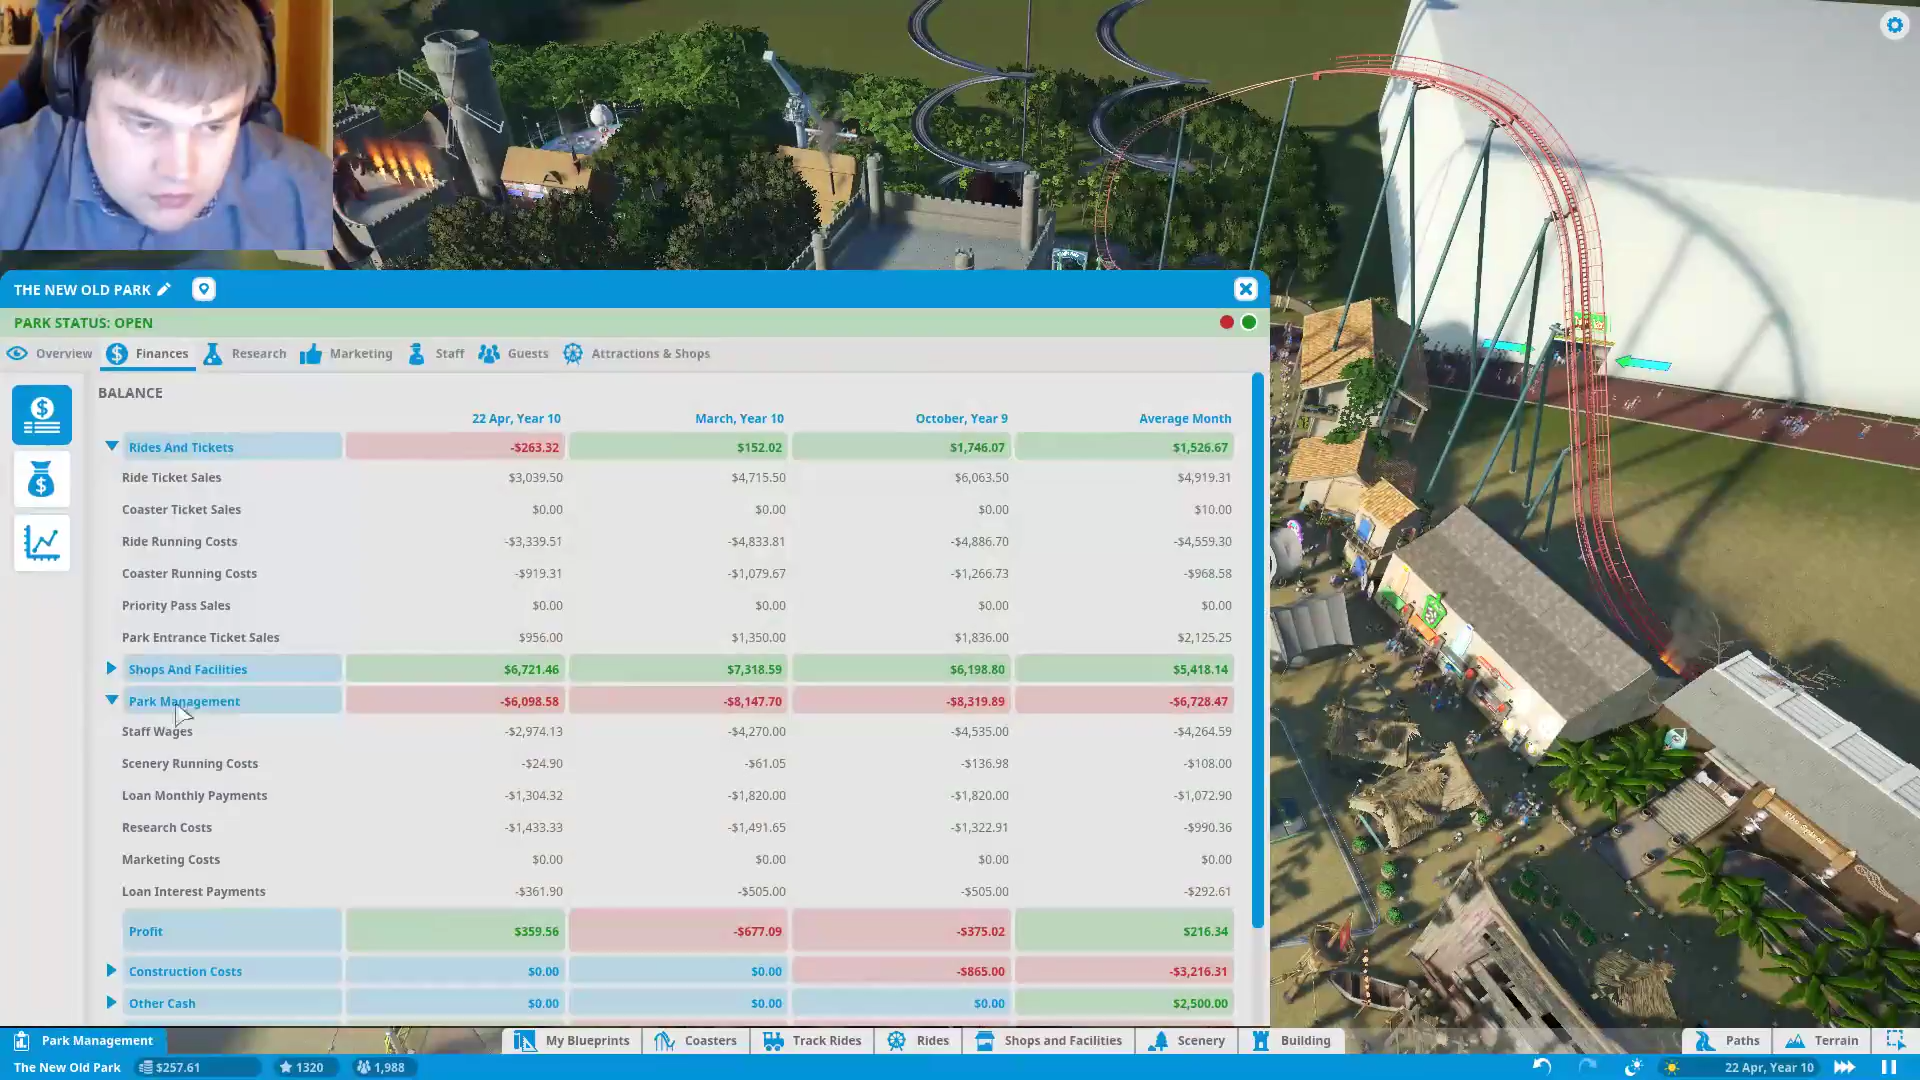 THE NEW OLD PARK
PARK STATUS: OPEN
Overview Finances Research Marketing Staff Guests Attractions & Shops
BALANCE
22 Apr, Year 10 March, Year 10 October, Year 9 Average Month
Rides And Tickets -$263.32 $152.02 $1,746.07 $1,526.67
Ride Ticket Sales $3,039.50 $4,715.50 $6,063.50 $4,919.31
Coaster Ticket Sales $0.00 $0.00 $0.00 $10.00
Ride Running Costs -$3,339.51 -$4,833.81 -$4,886.70 -$4,559.30
Coaster Running Costs -$919.31 -$1,079.67 -$1,266.73 -$968.58
Priority Pass Sales $0.00 $0.00 $0.00 $0.00
Park Entrance Ticket Sales $956.00 $1,350.00 $1,836.00 $2,125.25
Shops And Facilities $6,721.46 $7,318.59 $6,198.80 $5,418.14
Park Management -$6,098.58 -$8,147.70 -$8,319.89 -$6,728.47
Staff Wages -$2,974.13 -$4,270.00 -$4,535.00 -$4,264.59
Scenery Running Costs -$24.90 -$61.05 -$136.98 -$108.00
Loan Monthly Payments -$1,304.32 -$1,820.00 -$1,820.00 -$1,072.90
Research Costs -$1,433.33 -$1,491.65 -$1,322.91 -$990.36
Marketing Costs $0.00 $0.00 $0.00 $0.00
Loan Interest Payments -$361.90 -$505.00 -$505.00 -$292.61
Profit $359.56 -$677.09 -$375.02 $216.34
Construction Costs $0.00 $0.00 -$865.00 -$3,216.31
Other Cash $0.00 $0.00 $0.00 $2,500.00
Park Management My Blueprints Coasters Track Rides Rides Shops and Facilities Scenery Building Paths Terrain
The New Old Park $257.61 1320 1,988 22 Apr, Year 10